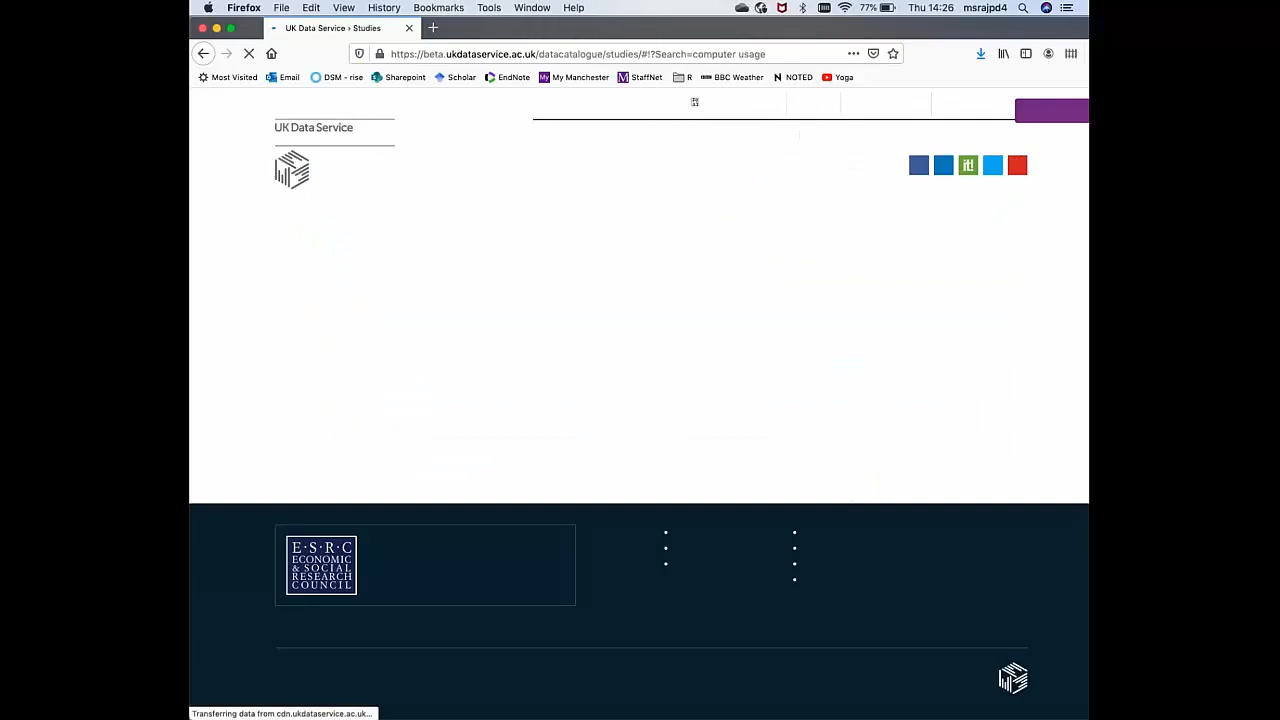 Firefox File Edit View History Bookmarks Tools Window Help 77% Thu 14:26 msrajpd4
UK Data Service › Studies
https://beta.ukdataservice.ac.uk/datacatalogue/studies/#!?Search=computer usage
Most Visited Email DSM - rise Sharepoint Scholar EndNote My Manchester StaffNet R BBC Weather NOTED Yoga
UK Data Service
it!
E·S·R·C
ECONOMIC
& SOCIAL
RESEARCH
COUNCIL
Transferring data from cdn.ukdataservice.ac.uk...